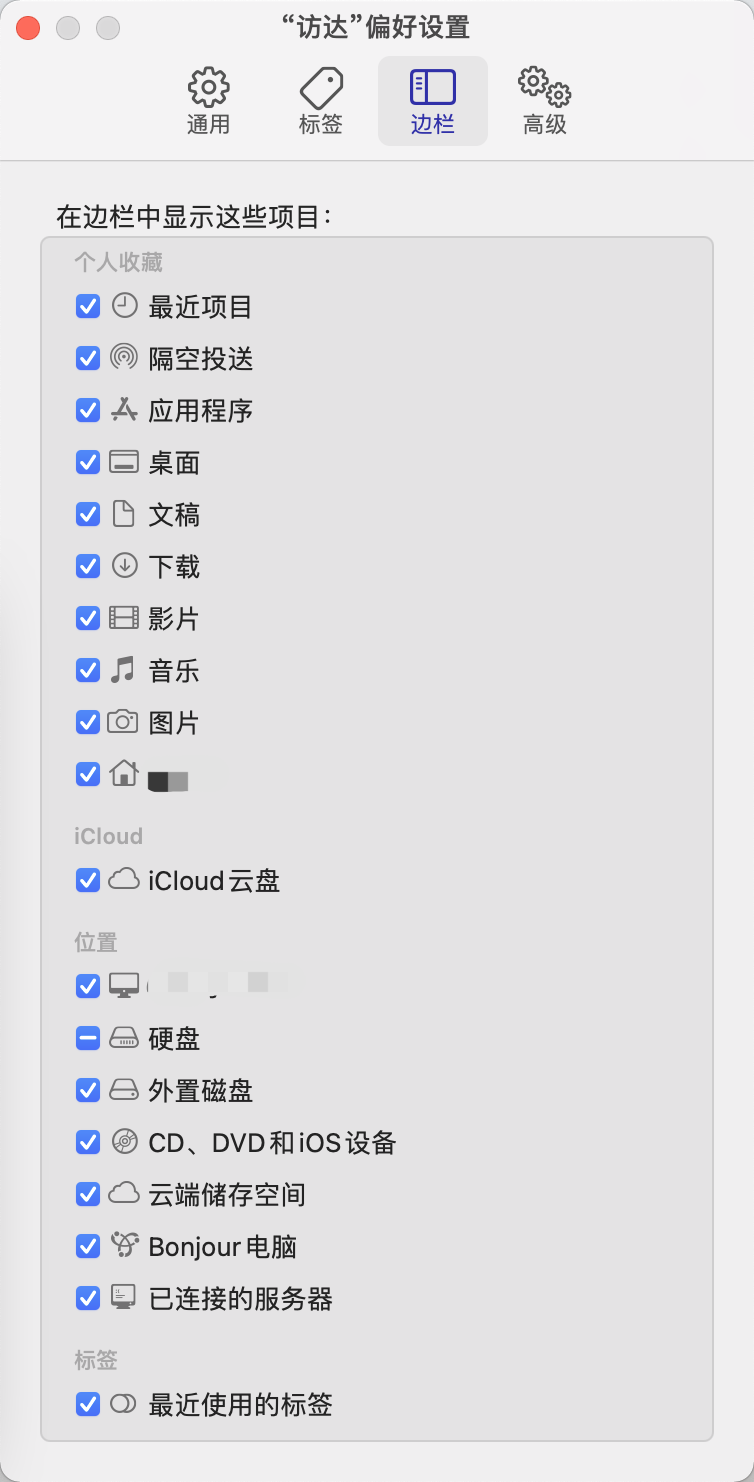 “访达”偏好设置
通用 标签 边栏 高级
在边栏中显示这些项目：
个人收藏
最近项目
隔空投送
应用程序
桌面
文稿
下载
影片
音乐
图片
iCloud
iCloud云盘
位置
硬盘
外置磁盘
CD、DVD和iOS设备
云端储存空间
Bonjour电脑
已连接的服务器
标签
最近使用的标签